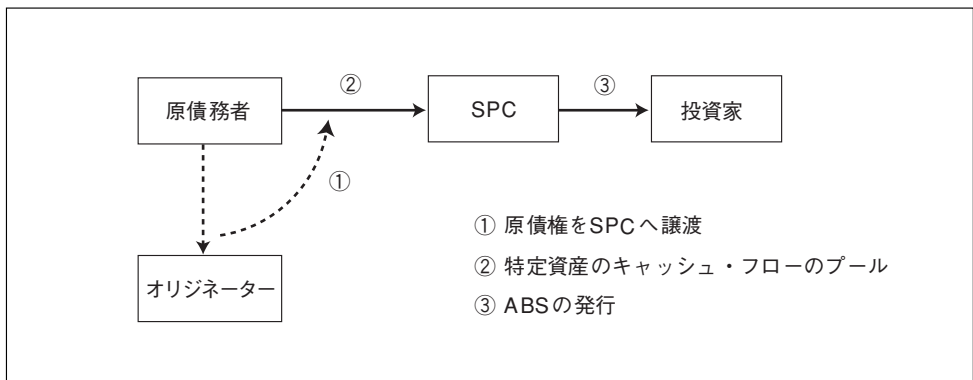 ②
③
原債務者
SPC
投資家
①
① 原債権をSPCへ譲渡
② 特定資産のキャッシュ・フローのプール
オリジネーター
③ ABSの発行